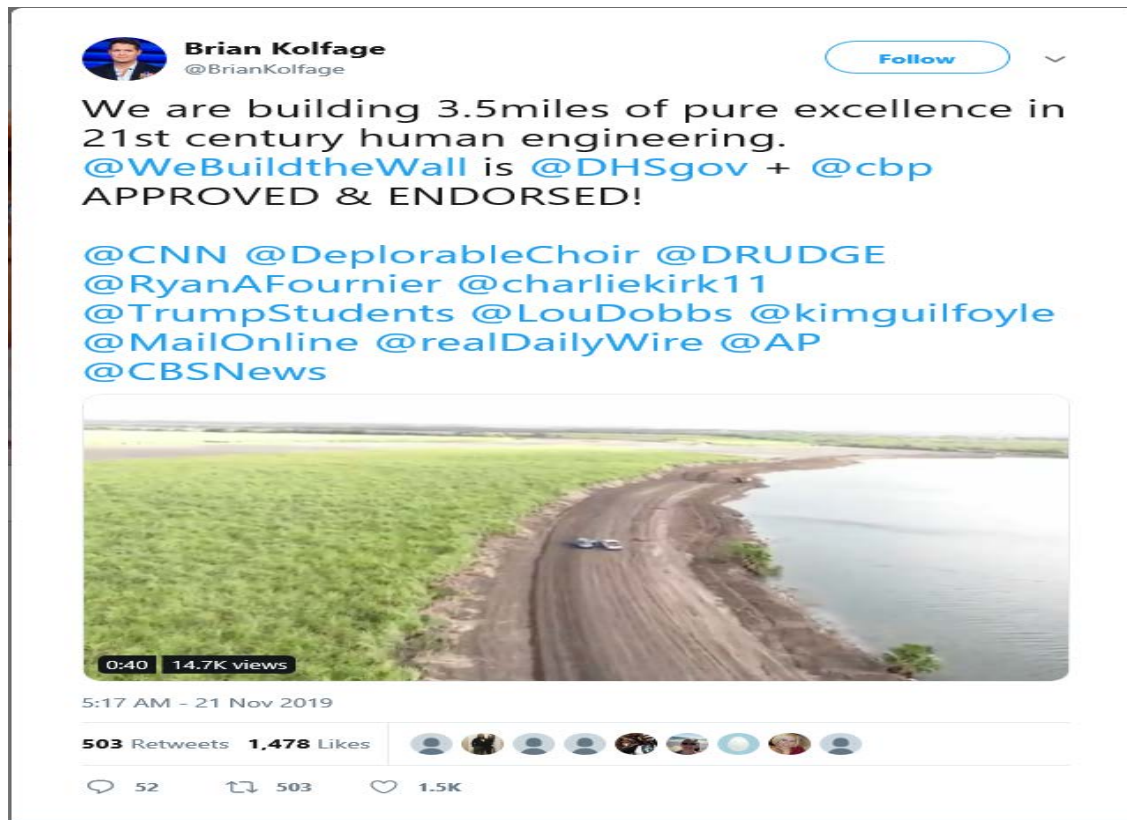 Brian Kolfage
@BrianKolfage
Follow
We are building 3.5miles of pure excellence in
21st century human engineering.
@WeBuildtheWall is @DHSgov + @cbp
APPROVED & ENDORSED!
@CNN @DeplorableChoir @DRUDGE
@RyanAFournier @charliekirk11
@TrumpStudents @LouDobbs @kimguilfoyle
@MailOnline @realDailyWire @AP
@CBSNews
0:40 14.7K views
5:17 AM - 21 Nov 2019
503 Retweets 1,478 Likes
52 503 1.5K